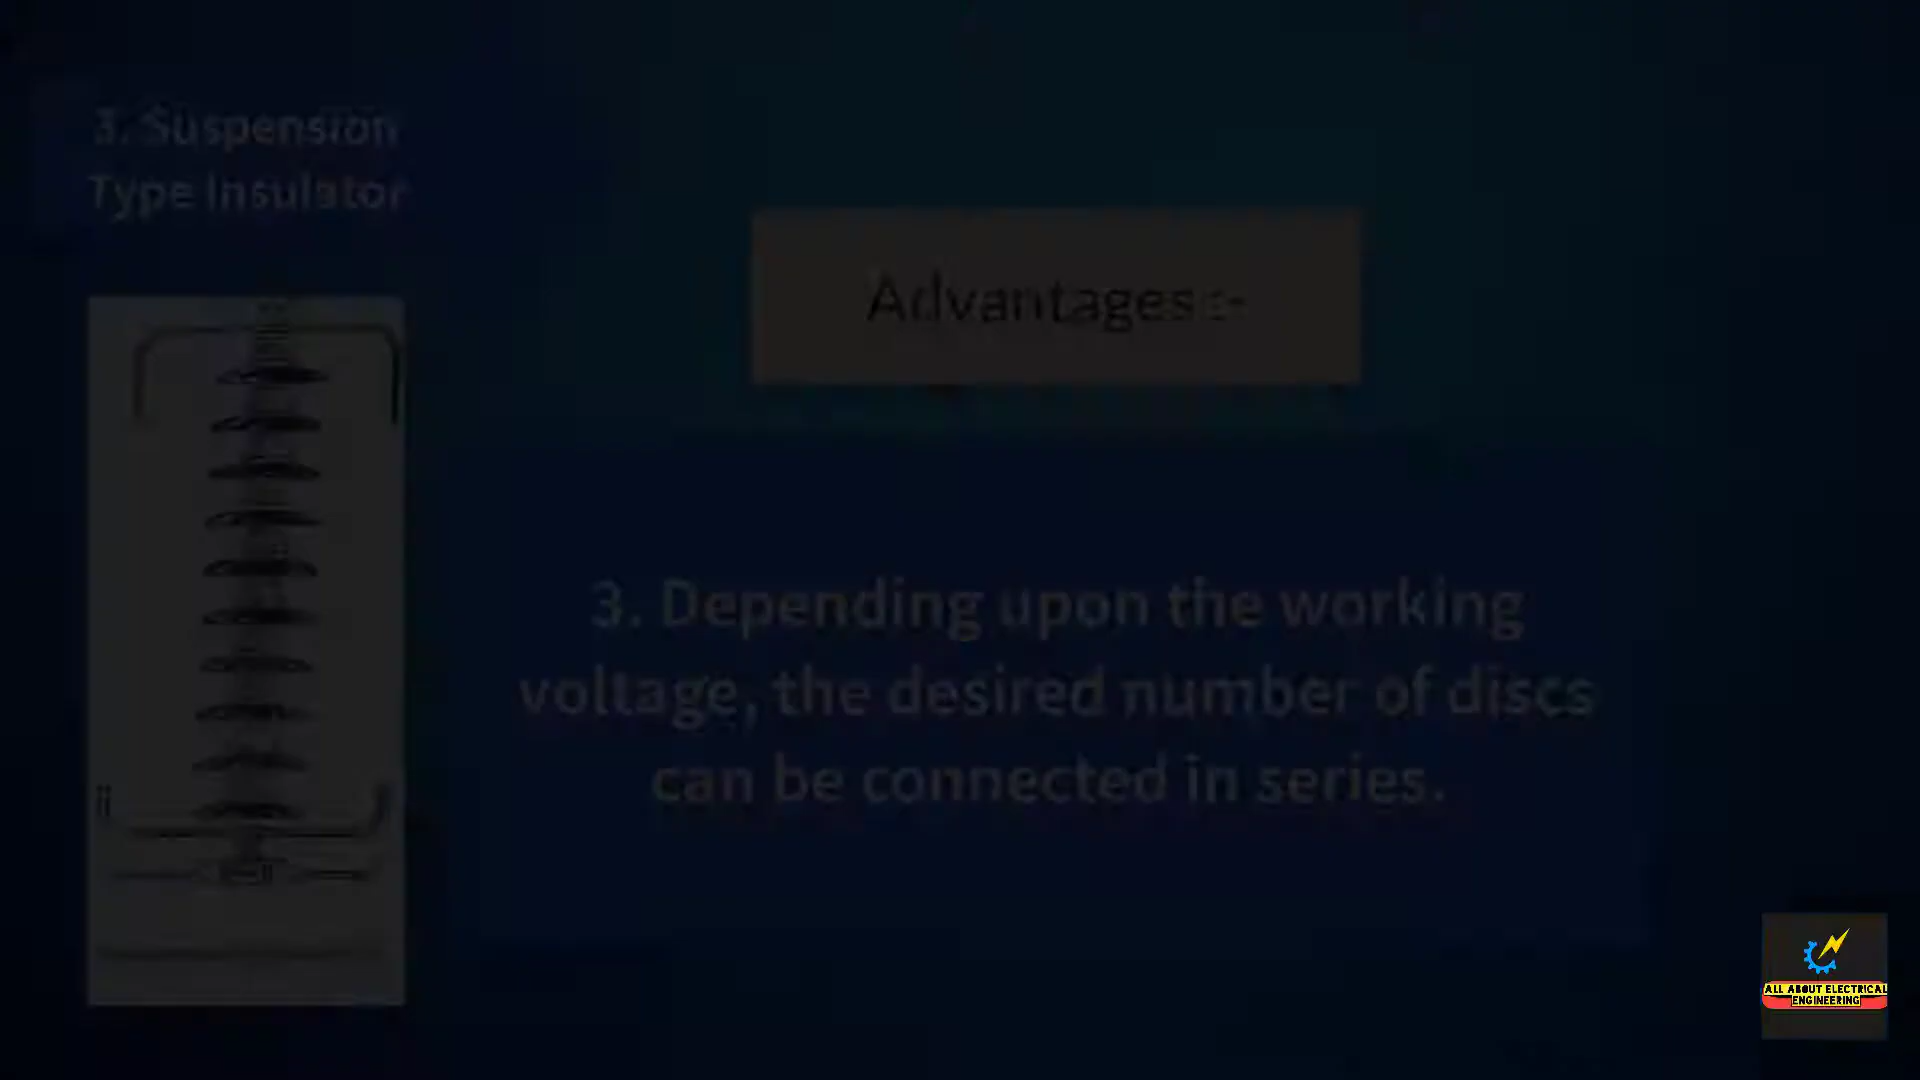 3. Suspension
Type Insulator
Advantages :-
3. Depending upon the working
voltage, the desired number of discs
can be connected in series.
ALL ABOUT ELECTRICAL
ENGINEERING